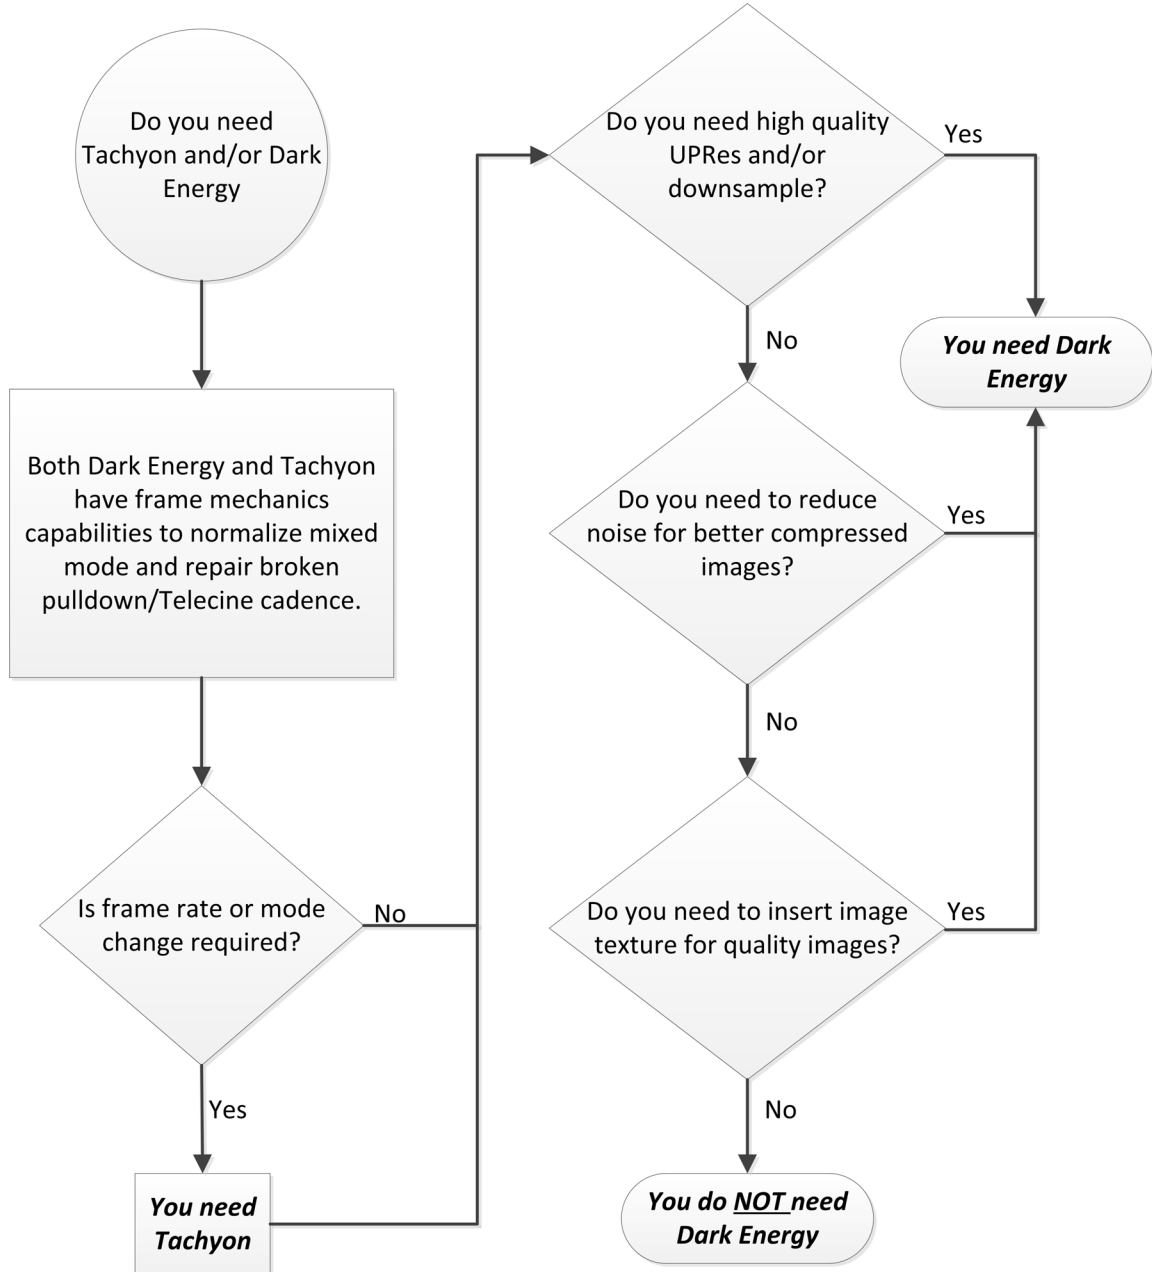 Do you need
Tachyon and/or Dark
Energy
Both Dark Energy and Tachyon
have frame mechanics
capabilities to normalize mixed
mode and repair broken
pulldown/Telecine cadence.
Is frame rate or mode
change required?
No
Yes
You need
Tachyon
Do you need high quality
UPRes and/or
downsample?
Yes
No
You need Dark
Energy
Do you need to reduce
noise for better compressed
images?
Yes
No
Do you need to insert image
texture for quality images?
Yes
No
You do NOT need
Dark Energy